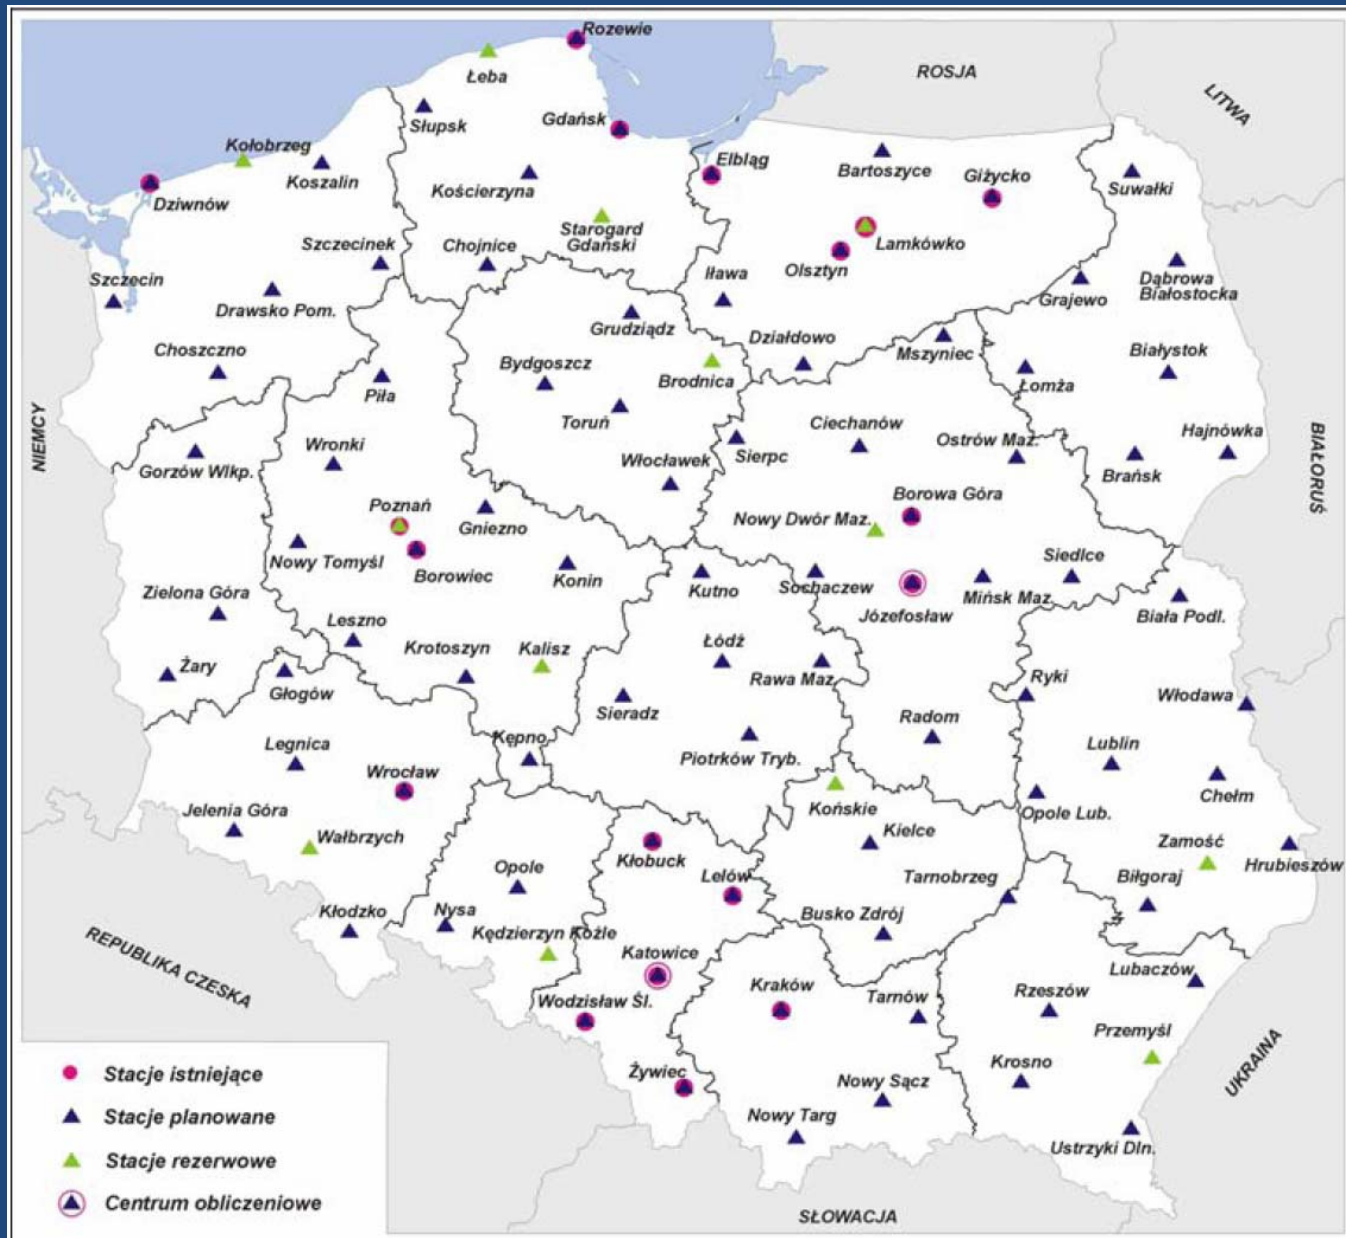 Rozewie
ROSJA
LITWA
Łeba
Słupsk
Gdańsk
Kołobrzeg
Koszalin
Kościerzyna
Elbląg
Bartoszyce
Giżycko
Suwałki
Dziwnów
Starogard
Gdański
Lamkówko
Szczecinek
Chojnice
Olsztyn
Iława
Szczecin
Drawsko Pom.
Grajewo
Dąbrowa
Białostocka
Grudziądz
Działdowo
Mszyniec
Choszczno
Bydgoszcz
Białystok
Piła
Brodnica
Łomża
NIEMCY
Toruń
Ciechanów
Ostrów Maz.
Hajnówka
BIAŁORUŚ
Wronki
Gorzów Wlkp.
Włocławek
Sierpc
Brańsk
Borowa Góra
Poznań
Gniezno
Nowy Dwór Maz.
Nowy Tomyśl
Borowiec
Konin
Siedlce
Zielona Góra
Kutno
Sochaczew
Mińsk Maz.
Józefosław
Biała Podl.
Leszno
Krotoszyn
Kalisz
Łódź
Żary
Głogów
Rawa Maz.
Ryki
Włodawa
Sieradz
Radom
Legnica
Kępno
Piotrków Tryb.
Lublin
Wrocław
Chełm
Jelenia Góra
Wałbrzych
Końskie
Opole Lub.
Kielce
Zamość
Kłobuck
Hrubieszów
Opole
Lelów
Tarnobrzeg
Biłgoraj
Kłodzko
Nysa
Busko Zdrój
Kędzierzyn Koźle
REPUBLIKA CZESKA
Katowice
Lubaczów
Kraków
Tarnów
Rzeszów
Wodzisław Śl.
Przemyśl
UKRAINA
Krosno
Żywiec
Nowy Sącz
Nowy Targ
Ustrzyki Dln.
SŁOWACJA
Stacje istniejące
Stacje planowane
Stacje rezerwowe
Centrum obliczeniowe